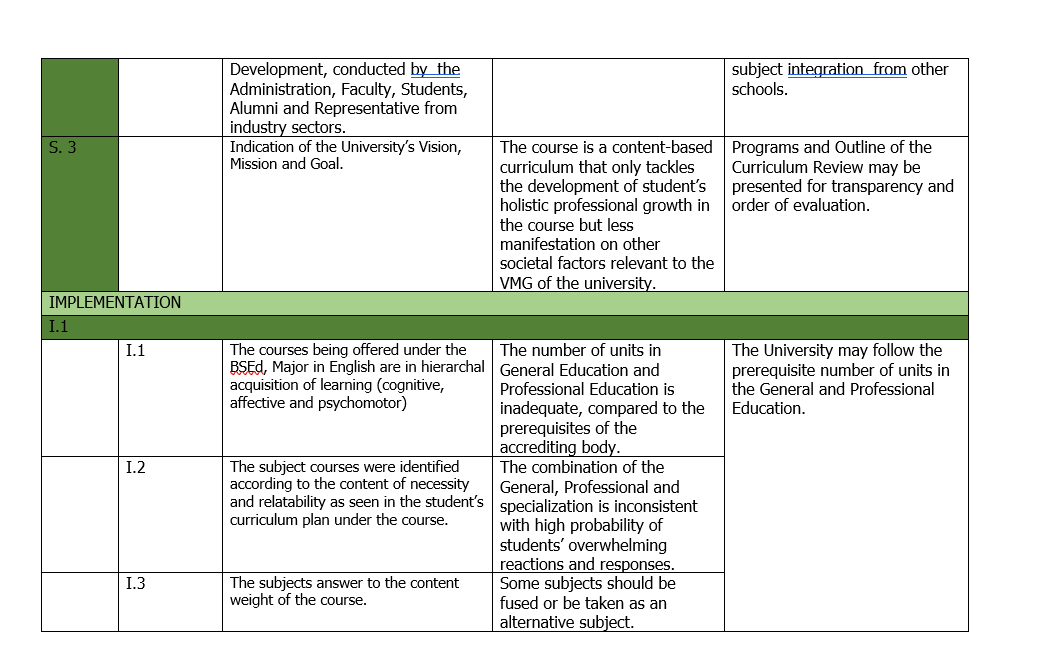 Development, conducted by the
Administration, Faculty, Students,
Alumni and Representative from
industry sectors.
subject integration from other
schools.
S. 3
Indication of the University's Vision,
Mission and Goal.
The course is a content-based
curriculum that only tackles
the development of student's
holistic professional growth in
the course but less
manifestation on other
societal factors relevant to the
VMG of the university.
Programs and Outline of the
Curriculum Review may be
presented for transparency and
order of evaluation.
IMPLEMENTATION
I.1
I.1
The courses being offered under the
BSEd, Major in English are in hierarchal
acquisition of learning (cognitive,
affective and psychomotor)
The number of units in
General Education and
Professional Education is
inadequate, compared to the
prerequisites of the
accrediting body.
The University may follow the
prerequisite number of units in
the General and Professional
Education.
I.2
The subject courses were identified
according to the content of necessity
and relatability as seen in the student's
curriculum plan under the course.
The combination of the
General, Professional and
specialization is inconsistent
with high probability of
students' overwhelming
reactions and responses.
I.3
The subjects answer to the content
weight of the course.
Some subjects should be
fused or be taken as an
alternative subject.